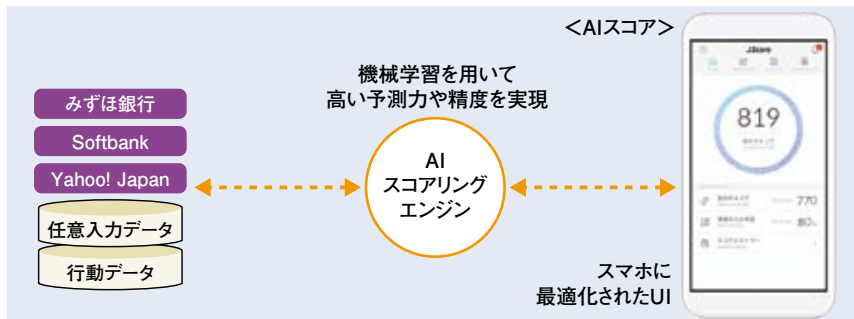 <AIスコア>
機械学習を用いて
高い予測力や精度を実現
みずほ銀行
Softbank
Yahoo! Japan
任意入力データ
行動データ
AI
スコアリング
エンジン
J.Score
819
770
80
スマホに
最適化されたUI